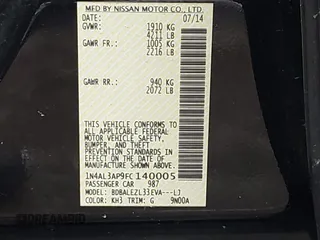 MFD BY NISSAN MOTOR CO., LTD.
DATE: 07/14
GVWR: 1910 KG
4211 LB
GAWR FR: 1005 KG
2216 LB
GAWR RR: 940 KG
2072 LB
THIS VEHICLE CONFORMS TO
ALL APPLICABLE FEDERAL
MOTOR VEHICLE SAFETY,
BUMPER, AND THEFT
PREVENTION STANDARDS IN
EFFECT ON THE DATE OF
MANUFACTURE SHOWN ABOVE.
1N4AL3AP9FC140005
PASSENGER CAR 987
MODEL: BDBALEZL33EVA---LJ
COLOR: KH3 TRIM: G 9N00A